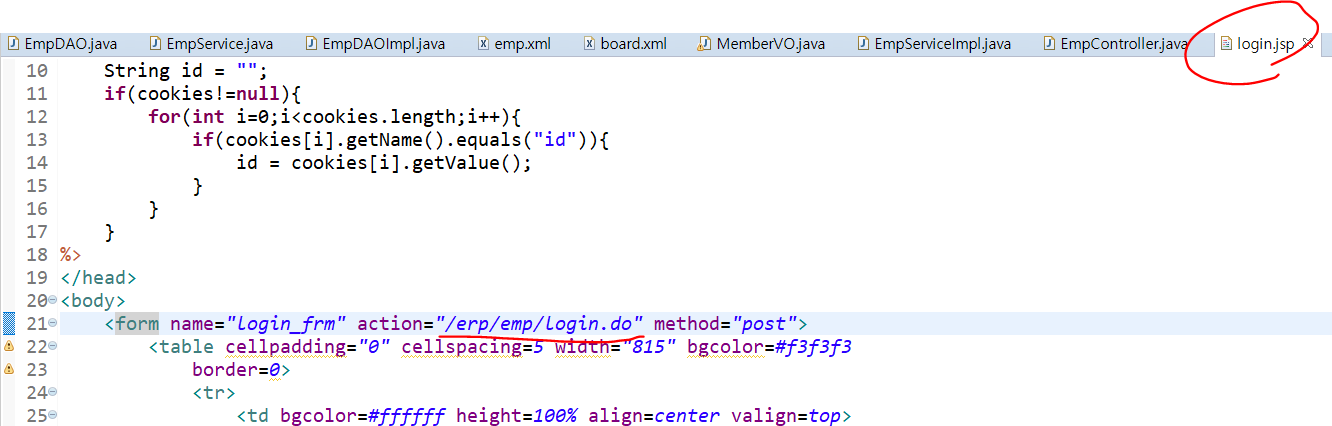 EmpDAO.java EmpService.java EmpDAOImpl.java emp.xml board.xml MemberVO.java EmpServiceImpl.java EmpController.java login.jsp
10 String id = "";
11 if(cookies!=null){
12 for(int i=0;i<cookies.length;i++){
13 if(cookies[i].getName().equals("id")){
14 id = cookies[i].getValue();
15 }
16 }
17 }
18 %>
19 </head>
20 <body>
21 <form name="login_frm" action="/erp/emp/login.do" method="post">
22 <table cellpadding="0" cellspacing=5 width="815" bgcolor=#f3f3f3
23 border=0>
24 <tr>
25 <td bgcolor=#ffffff height=100% align=center valign=top>